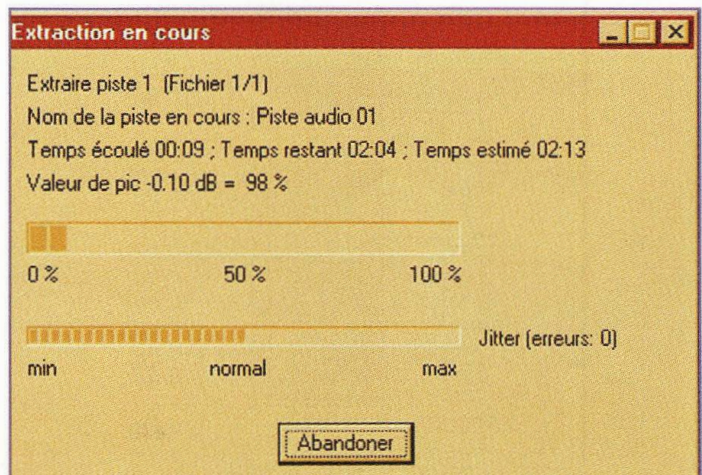 Extraction en cours
Extraire piste 1 (Fichier 1/1)
Nom de la piste en cours : Piste audio 01
Temps écoulé 00:09 ; Temps restant 02:04 ; Temps estimé 02:13
Valeur de pic -0.10 dB = 98 %
0 % 50 % 100 %
Jitter (erreurs: 0)
min normal max
Abandoner